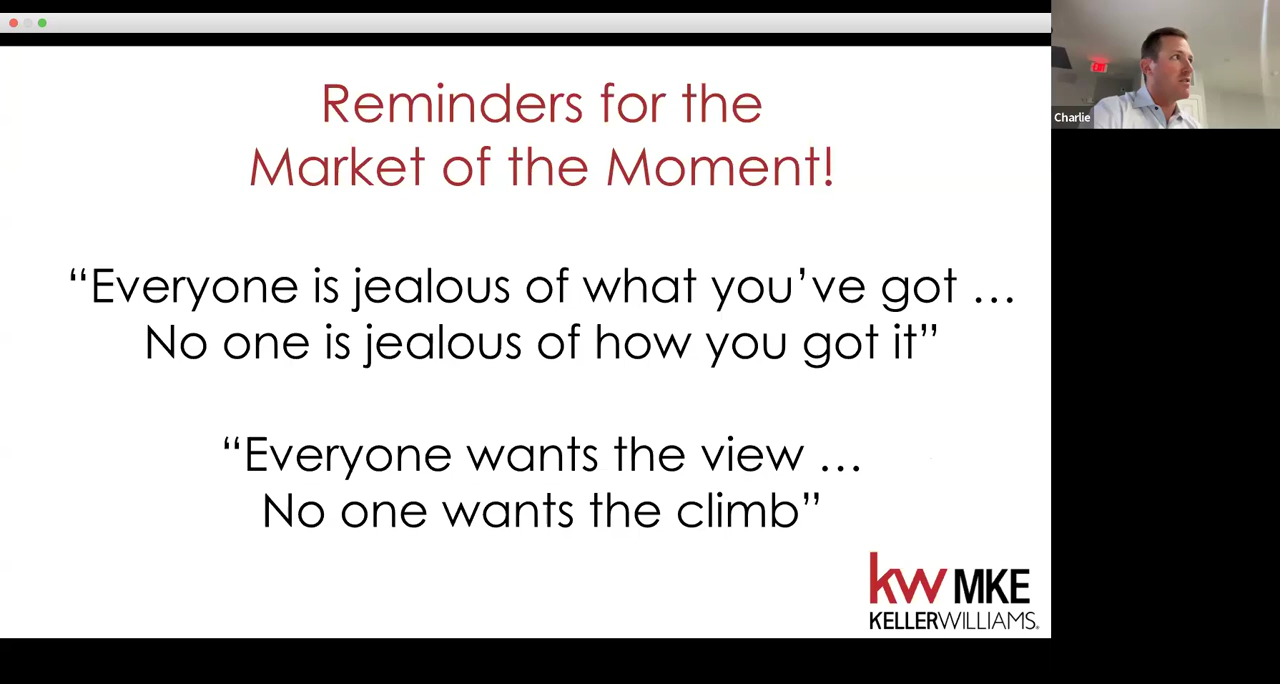 Reminders for the
Market of the Moment!
“Everyone is jealous of what you’ve got …
No one is jealous of how you got it”
“Everyone wants the view …
No one wants the climb”
kw MKE
KELLERWILLIAMS®
EXIT
Charlie